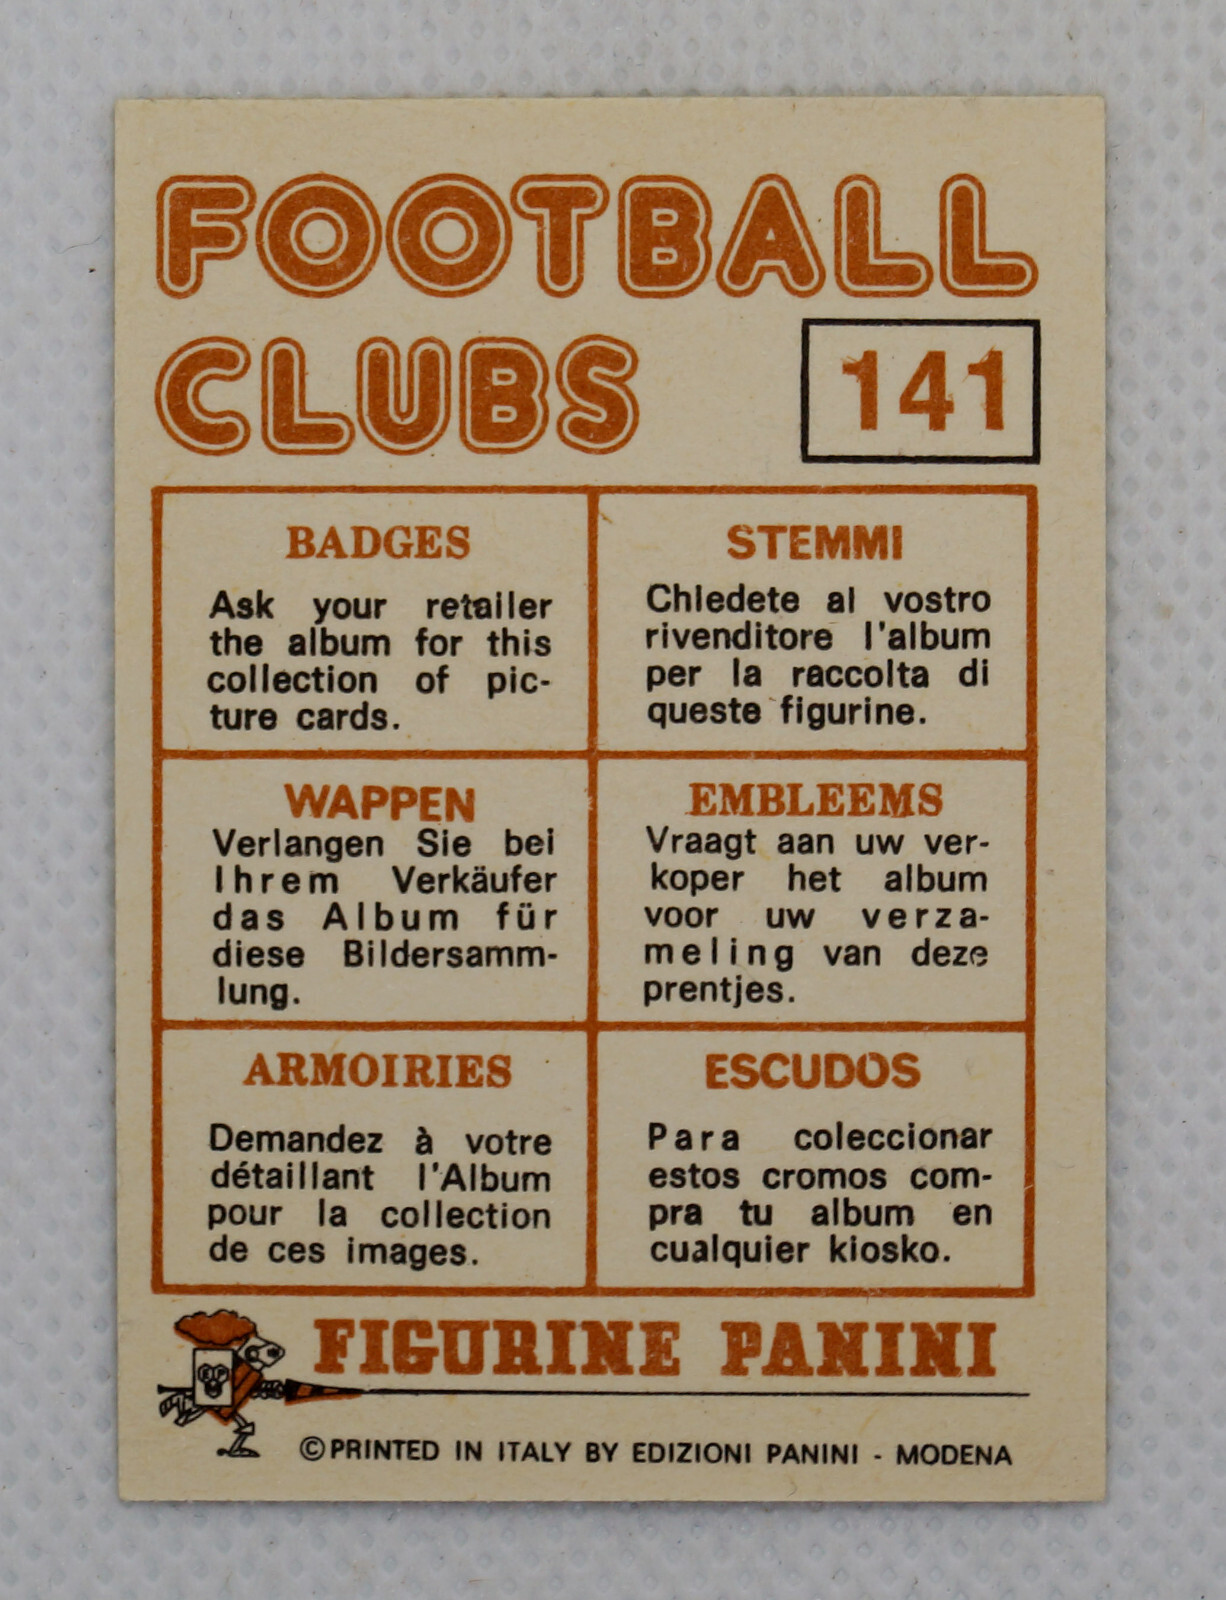 FOOTBALL
CLUBS
141
BADGES
Ask your retailer
the album for this
collection of pic-
ture cards.
STEMMI
Chiedete al vostro
rivenditore l'album
per la raccolta di
queste figurine.
WAPPEN
Verlangen Sie bei
Ihrem Verkäufer
das Album für
diese Bildersamm-
lung.
EMBLEEMS
Vraagt aan uw ver-
koper het album
voor uw verza-
meling van deze
prentjes.
ARMOIRIES
Demandez à votre
détaillant l'Album
pour la collection
de ces images.
ESCUDOS
Para coleccionar
estos cromos com-
pra tu album en
cualquier kiosko.
EP
FIGURINE PANINI
©PRINTED IN ITALY BY EDIZIONI PANINI - MODENA